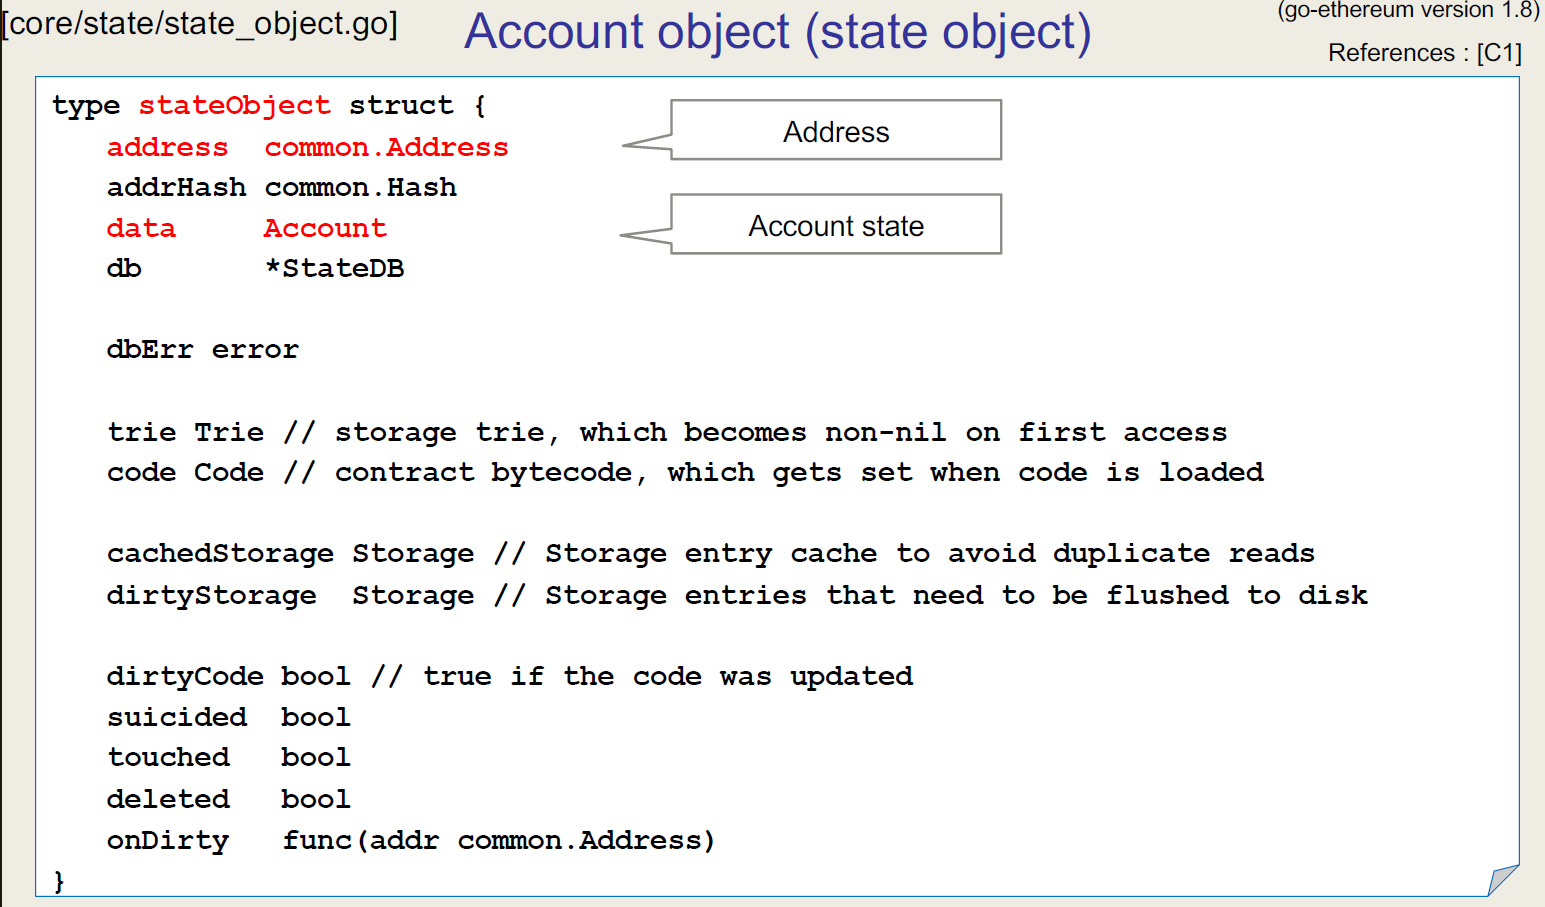 [core/state/state_object.go]
Account object (state object)
(go-ethereum version 1.8)
References : [C1]
type stateObject struct {
address common.Address
Address
addrHash common.Hash
data Account
Account state
db *StateDB
dbErr error
trie Trie // storage trie, which becomes non-nil on first access
code Code // contract bytecode, which gets set when code is loaded
cachedStorage Storage // Storage entry cache to avoid duplicate reads
dirtyStorage Storage // Storage entries that need to be flushed to disk
dirtyCode bool // true if the code was updated
suicided bool
touched bool
deleted bool
onDirty func(addr common.Address)
}